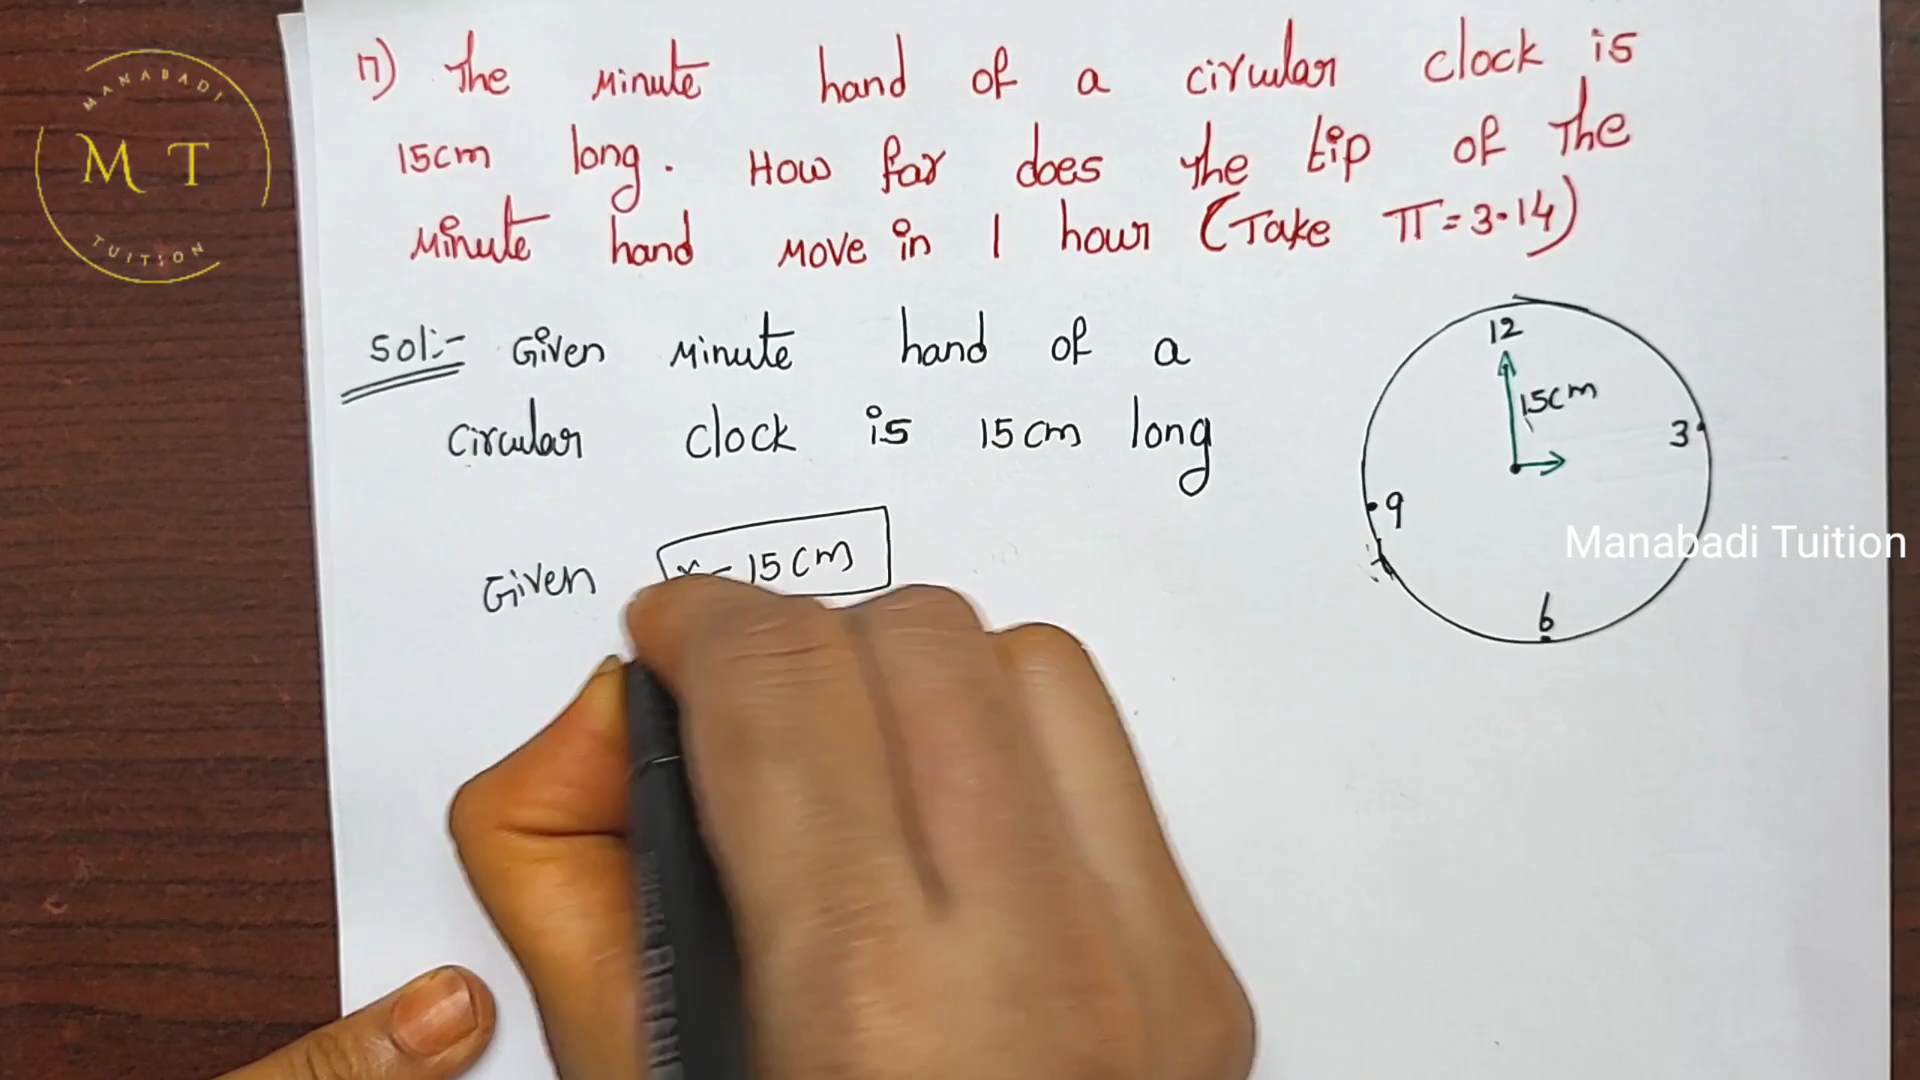 MANABADI
M T
TUITION
17) The minute hand of a circular clock is
15cm long. How far does the tip of the
minute hand move in 1 hour (Take π=3.14)
Sol:- Given minute hand of a
circular clock is 15cm long
Given r = 15cm
12
15cm
3
9
6
Manabadi Tuition